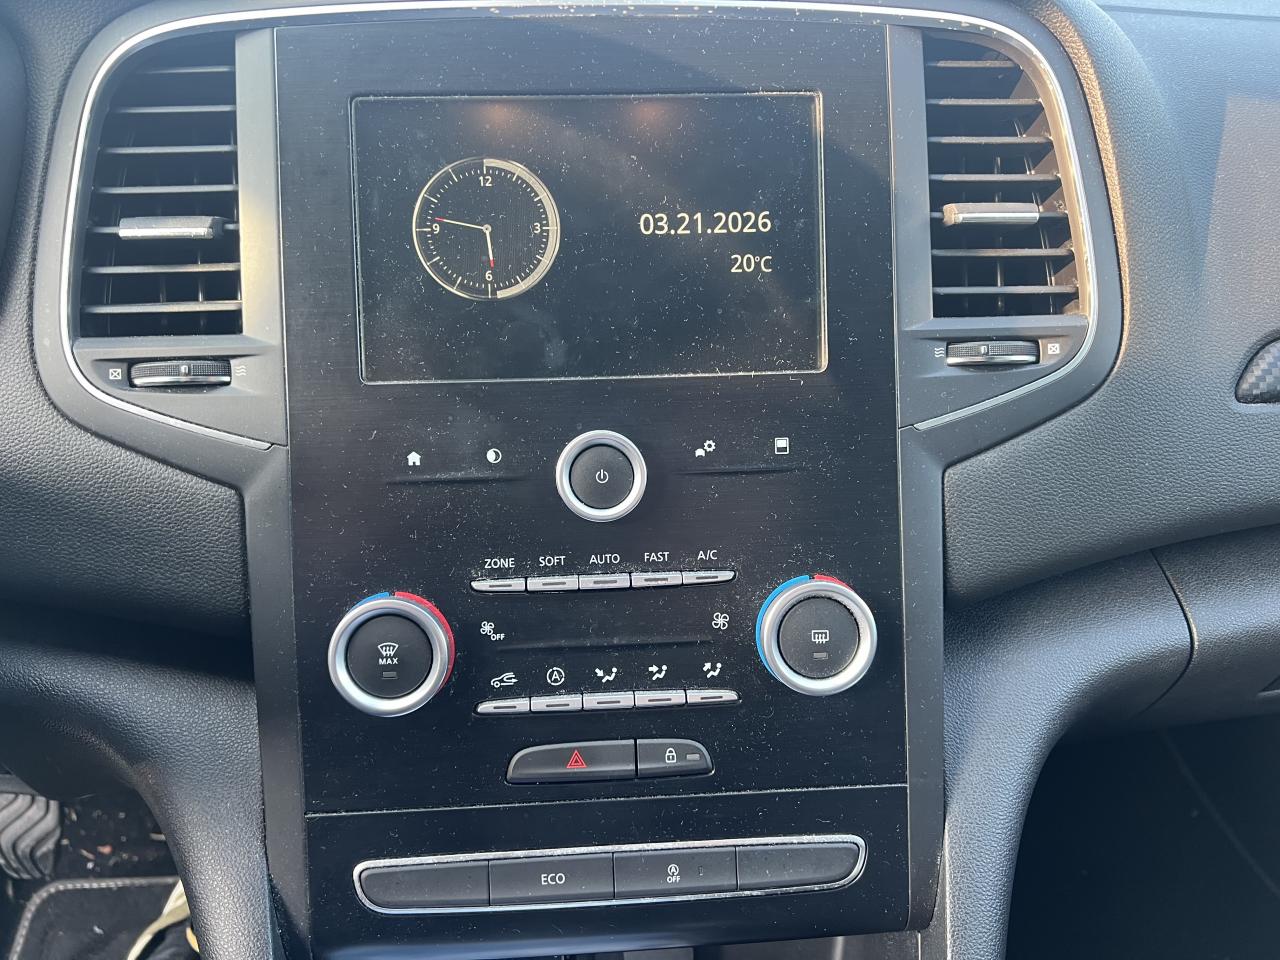 12
9
3
6
03.21.2026
20°C
ZONE SOFT AUTO FAST A/C
OFF
MAX
A
ECO
A
OFF